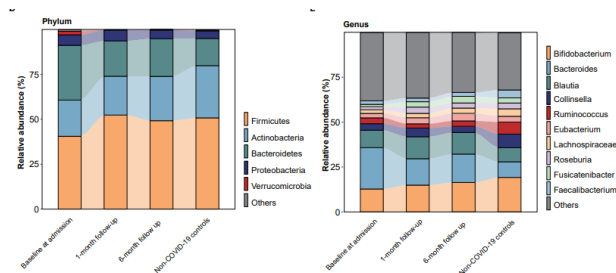 Phylum
Relative abundance (%)
75
50
25
0
Baseline at admission
1-month follow-up
6-month follow up
Non-COVID-19 controls
Firmicutes
Actinobacteria
Bacteroidetes
Proteobacteria
Verrucomicrobia
Others
Genus
Relative abundance (%)
75
50
25
0
Baseline at admission
1-month follow-up
6-month follow up
Non-COVID-19 controls
Bifidobacterium
Bacteroides
Blautia
Collinsella
Ruminococcus
Eubacterium
Lachnospiraceae
Roseburia
Fusicatenibacter
Faecalibacterium
Others